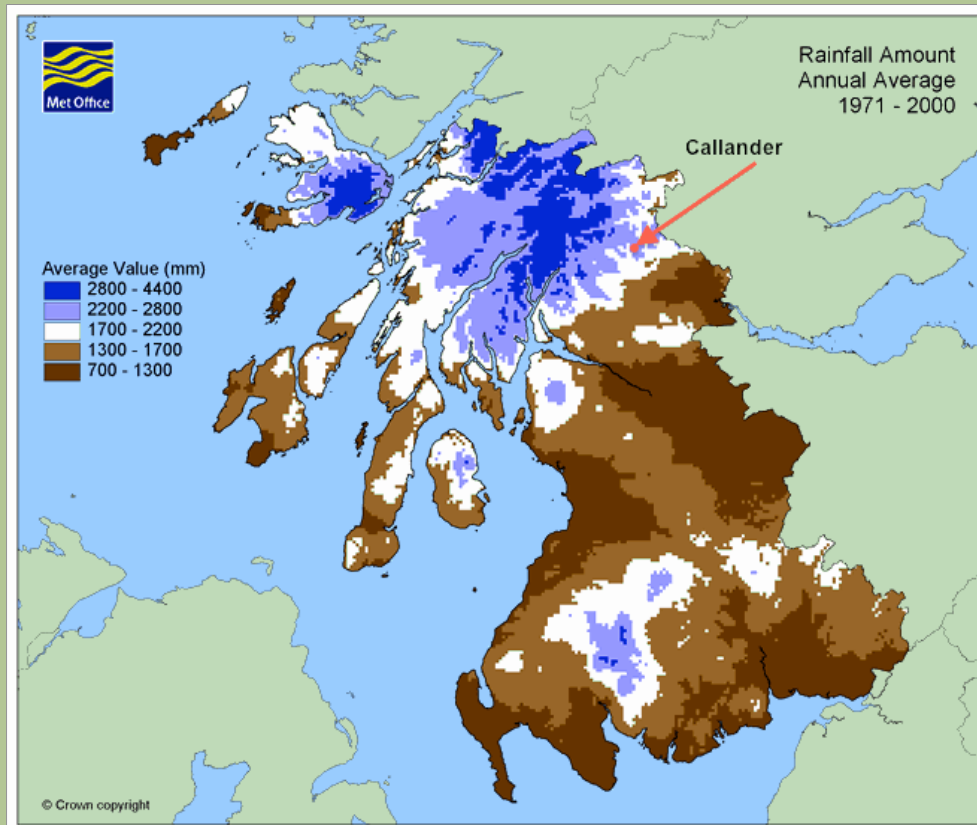 Met Office
Rainfall Amount
Annual Average
1971 - 2000
Callander
Average Value (mm)
2800 - 4400
2200 - 2800
1700 - 2200
1300 - 1700
700 - 1300
© Crown copyright